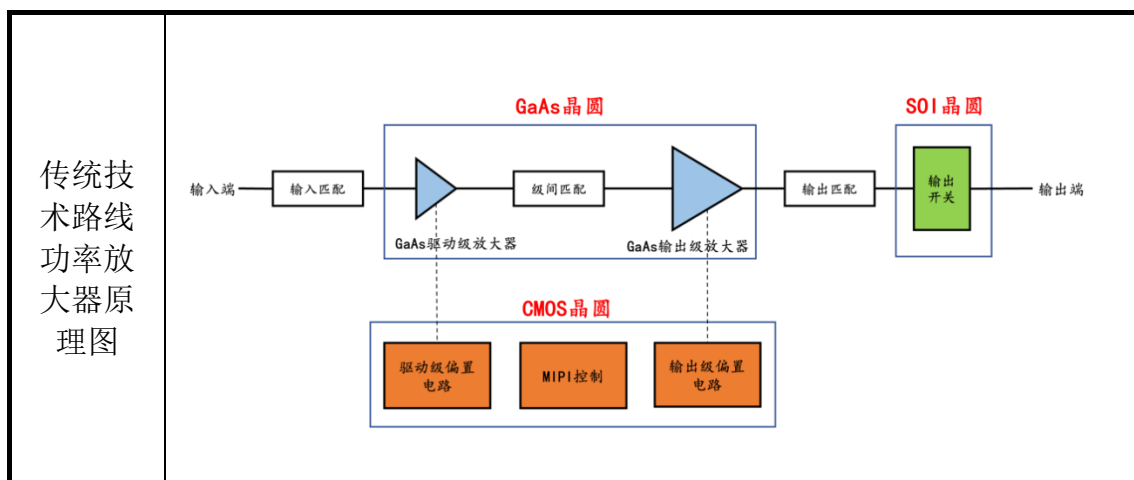 传统技
术路线
功率放
大器原
理图
GaAs晶圆
SOI晶圆
输入端
输入匹配
级间匹配
输出匹配
输出
开关
输出端
GaAs驱动级放大器
GaAs输出级放大器
CMOS晶圆
驱动级偏置
电路
MIPI控制
输出级偏置
电路